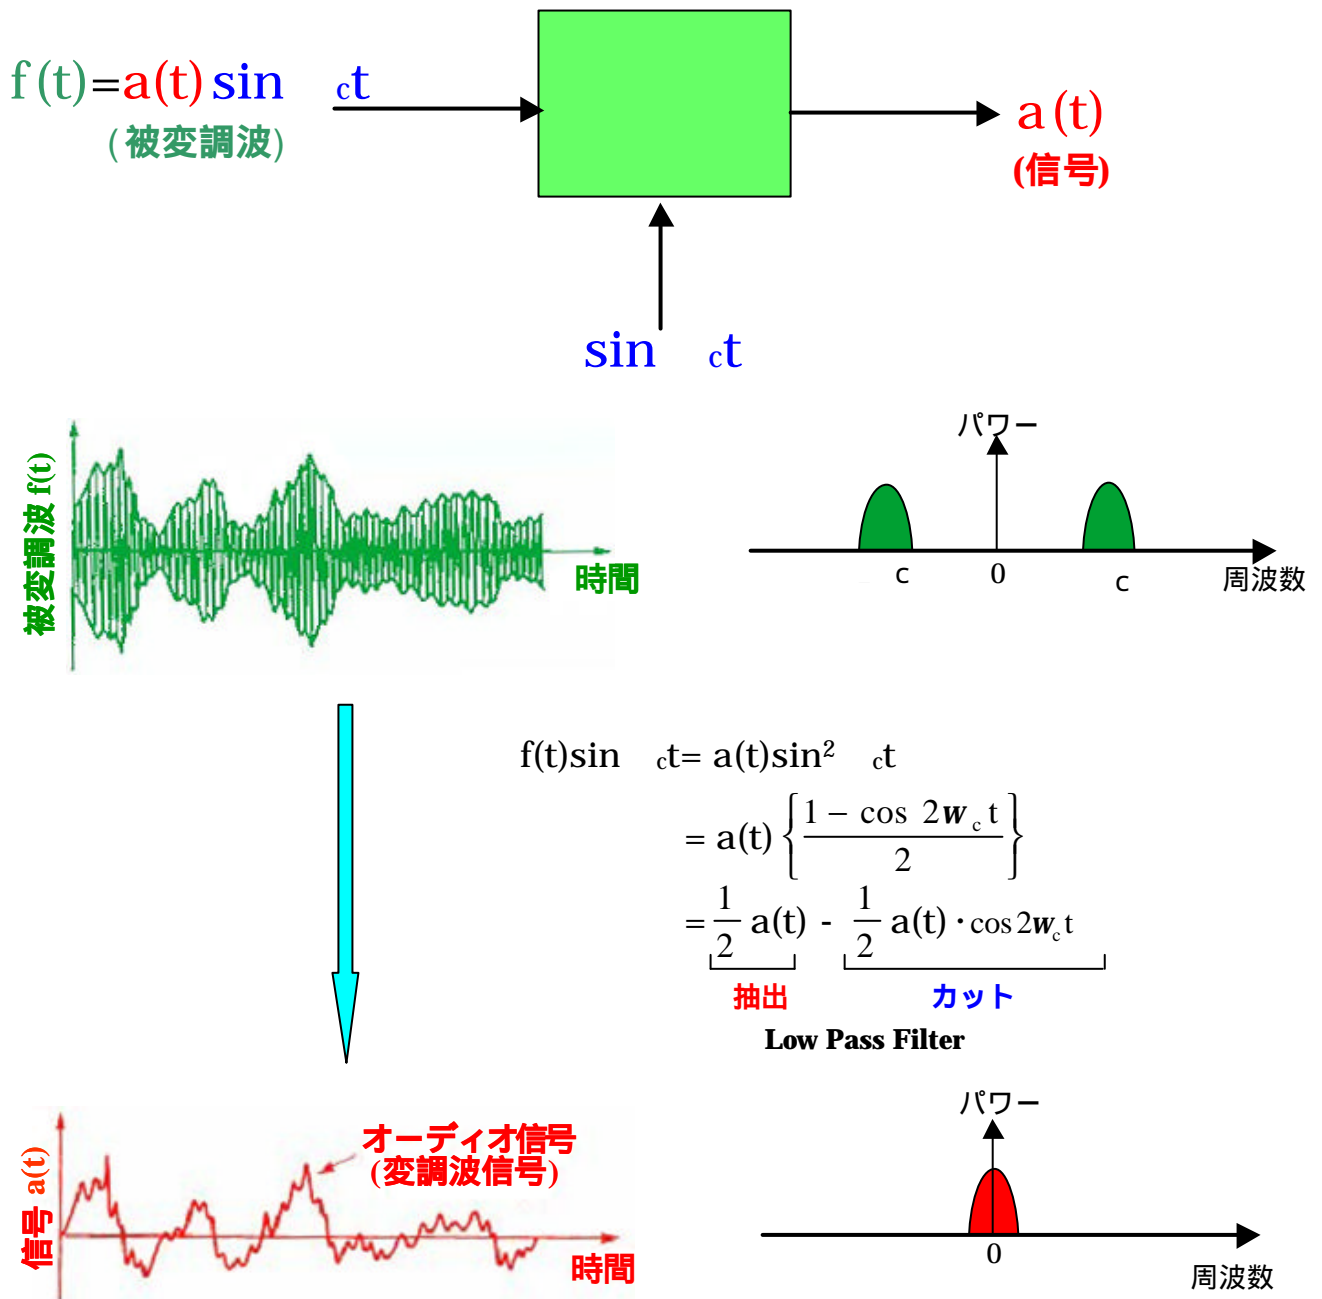 f(t)=a(t) sin ct
(被変調波)
a(t)
(信号)
sin ct
被変調波 f(t)
時間
パワー
c 0 c
周波数
f(t)sin ct= a(t)sin² ct
= a(t) { 1 − cos 2w c t / 2 }
= 1/2 a(t) - 1/2 a(t)・cos2wct
抽出 カット
Low Pass Filter
信号 a(t)
オーディオ信号
(変調波信号)
時間
パワー
0
周波数